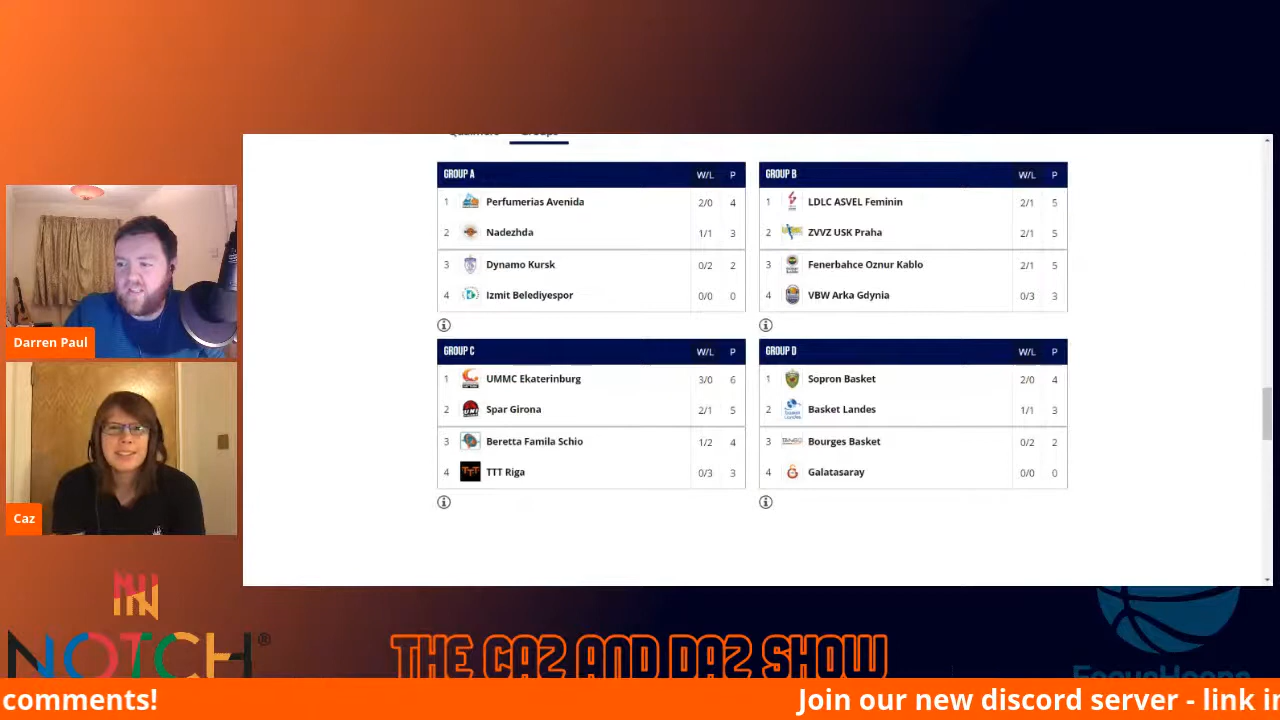 GROUP A W/L P
1 Perfumerias Avenida 2/0 4
2 Nadezhda 1/1 3
3 Dynamo Kursk 0/2 2
4 Izmit Belediyespor 0/0 0
GROUP B W/L P
1 LDLC ASVEL Feminin 2/1 5
2 ZVVZ USK Praha 2/1 5
3 Fenerbahce Oznur Kablo 2/1 5
4 VBW Arka Gdynia 0/3 3
GROUP C W/L P
1 UMMC Ekaterinburg 3/0 6
2 Spar Girona 2/1 5
3 Beretta Famila Schio 1/2 4
4 TTT Riga 0/3 3
GROUP D W/L P
1 Sopron Basket 2/0 4
2 Basket Landes 1/1 3
3 Bourges Basket 0/2 2
4 Galatasaray 0/0 0
Darren Paul
Caz
NOTCH®
THE CAZ AND DAZ SHOW
FocusHoops
comments! Join our new discord server - link in